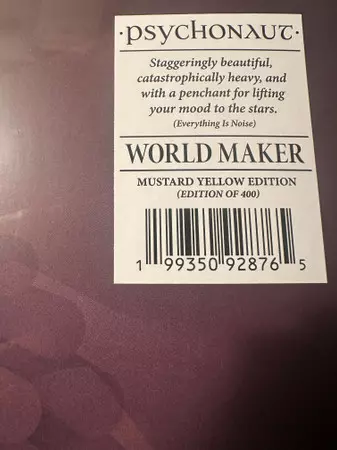 ·PSYCHONAUT·
Staggeringly beautiful,
catastrophically heavy, and
with a penchant for lifting
your mood to the stars.
(Everything Is Noise)
WORLD MAKER
MUSTARD YELLOW EDITION
(EDITION OF 400)
1 99350 92876 5